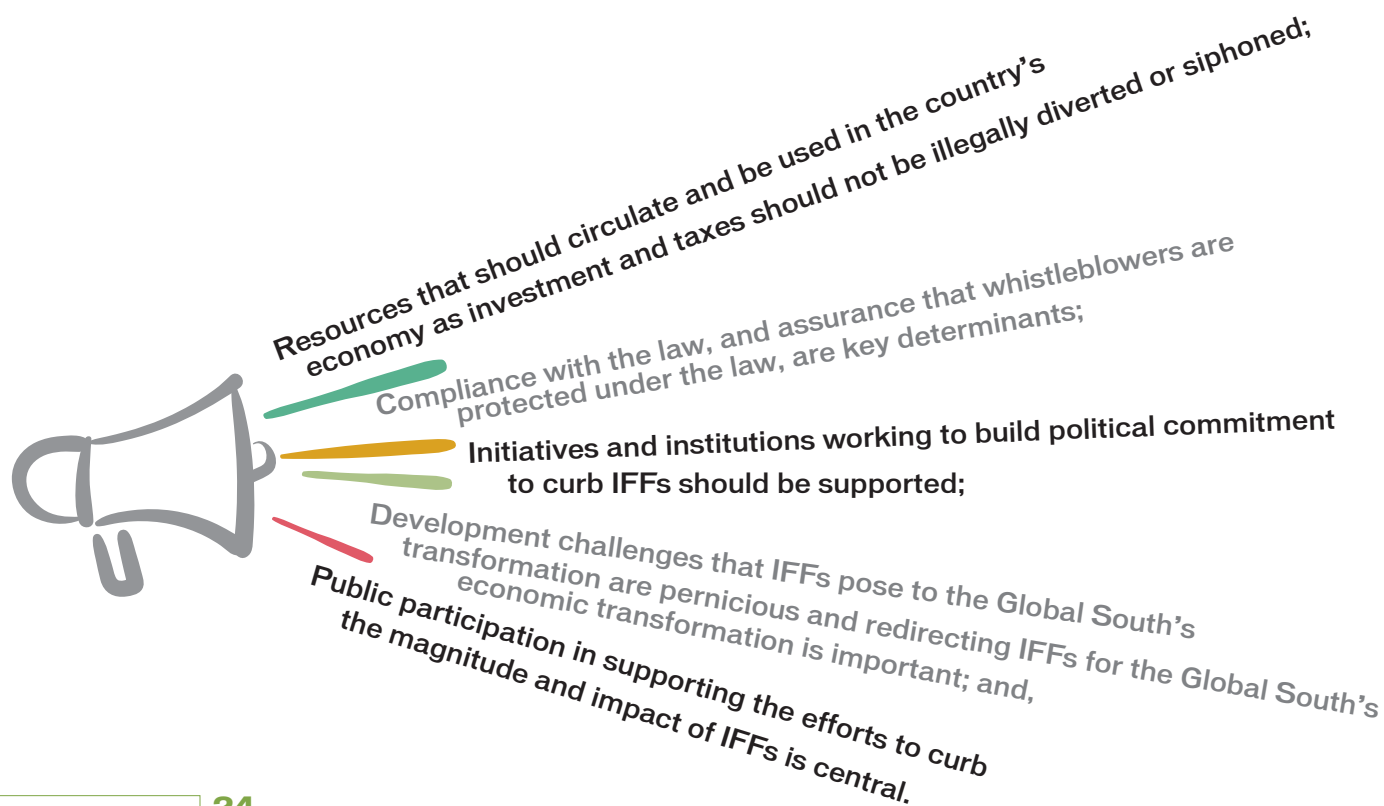 Resources that should circulate and be used in the country's
economy as investment and taxes should not be illegally diverted or siphoned;
Compliance with the law, and assurance that whistleblowers are
protected under the law, are key determinants;
Initiatives and institutions working to build political commitment
to curb IFFs should be supported;
Development challenges that IFFs pose to the Global South's
transformation are pernicious and redirecting IFFs for the Global South's
economic transformation is important; and,
Public participation in supporting the efforts to curb
the magnitude and impact of IFFs is central.